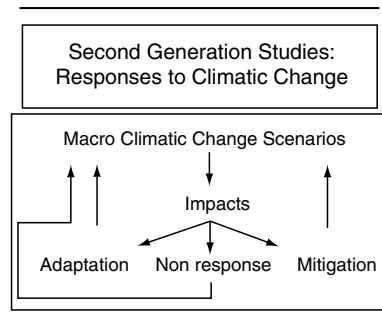 Second Generation Studies:
Responses to Climatic Change
Macro Climatic Change Scenarios
Impacts
Adaptation Non response Mitigation